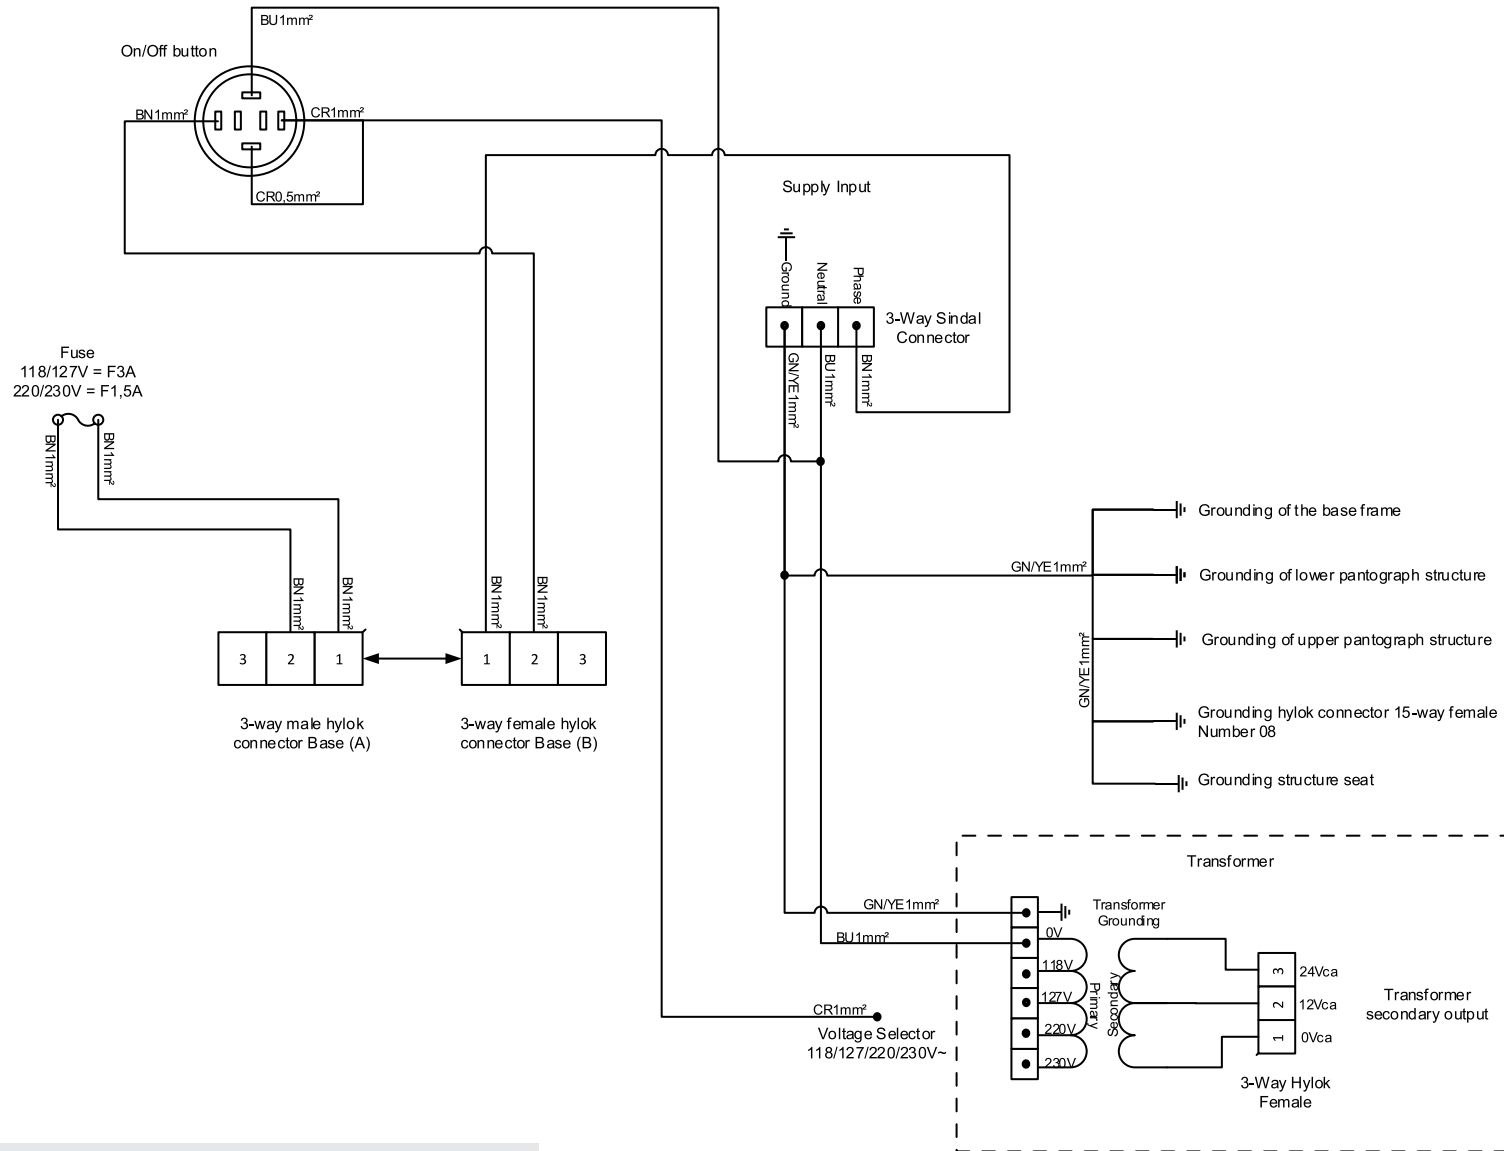 BU1mm²
On/Off button
BN1mm²
CR1mm²
CR0,5mm²
Supply Input
Ground
Neutral
Phase
3-Way Sindal
Connector
GN/YE1mm²
BU1mm²
BN1mm²
Fuse
118/127V = F3A
220/230V = F1,5A
BN1mm²
BN1mm²
BN1mm²
BN1mm²
BN1mm²
BN1mm²
3
2
1
1
2
3
3-way male hylok
connector Base (A)
3-way female hylok
connector Base (B)
Grounding of the base frame
GN/YE1mm²
Grounding of lower pantograph structure
GN/YE1mm²
Grounding of upper pantograph structure
Grounding hylok connector 15-way female
Number 08
Grounding structure seat
Transformer
GN/YE1mm²
Transformer
Grounding
BU1mm²
0V
118V
127V
220V
230V
Primary
Secondary
3
24Vca
2
12Vca
1
0Vca
Transformer
secondary output
3-Way Hylok
Female
CR1mm²
Voltage Selector
118/127/220/230V~